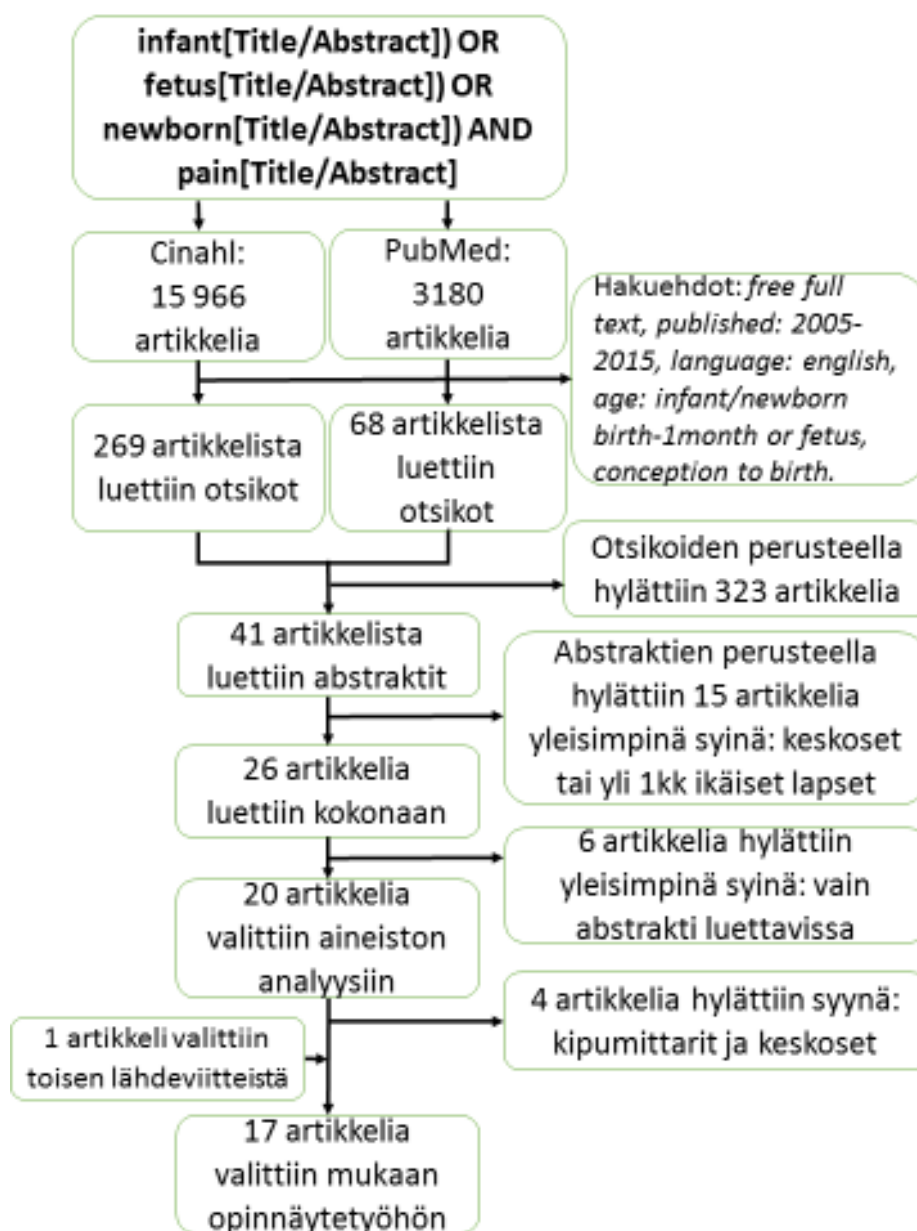 infant[Title/Abstract]) OR
fetus[Title/Abstract]) OR
newborn[Title/Abstract]) AND
pain[Title/Abstract]
Cinahl:
15 966
artikkelia
PubMed:
3180
artikkelia
Hakuehdot: free full
text, published: 2005-
2015, language: english,
age: infant/newborn
birth-1month or fetus,
conception to birth.
269 artikkelista
luettiin otsikot
68 artikkelista
luettiin
otsikot
Otsikoiden perusteella
hylättiin 323 artikkelia
41 artikkelista
luettiin abstraktit
Abstraktien perusteella
hylättiin 15 artikkelia
yleisimpinä syinä: keskoset
tai yli 1kk ikäiset lapset
26 artikkelia
luettiin kokonaan
6 artikkelia hylättiin
yleisimpinä syinä: vain
abstrakti luettavissa
20 artikkelia
valittiin aineiston
analyysiin
4 artikkelia hylättiin syynä:
kipumittarit ja keskoset
1 artikkeli valittiin
toisen lähdeviitteistä
17 artikkelia
valittiin mukaan
opinnäytetyöhön